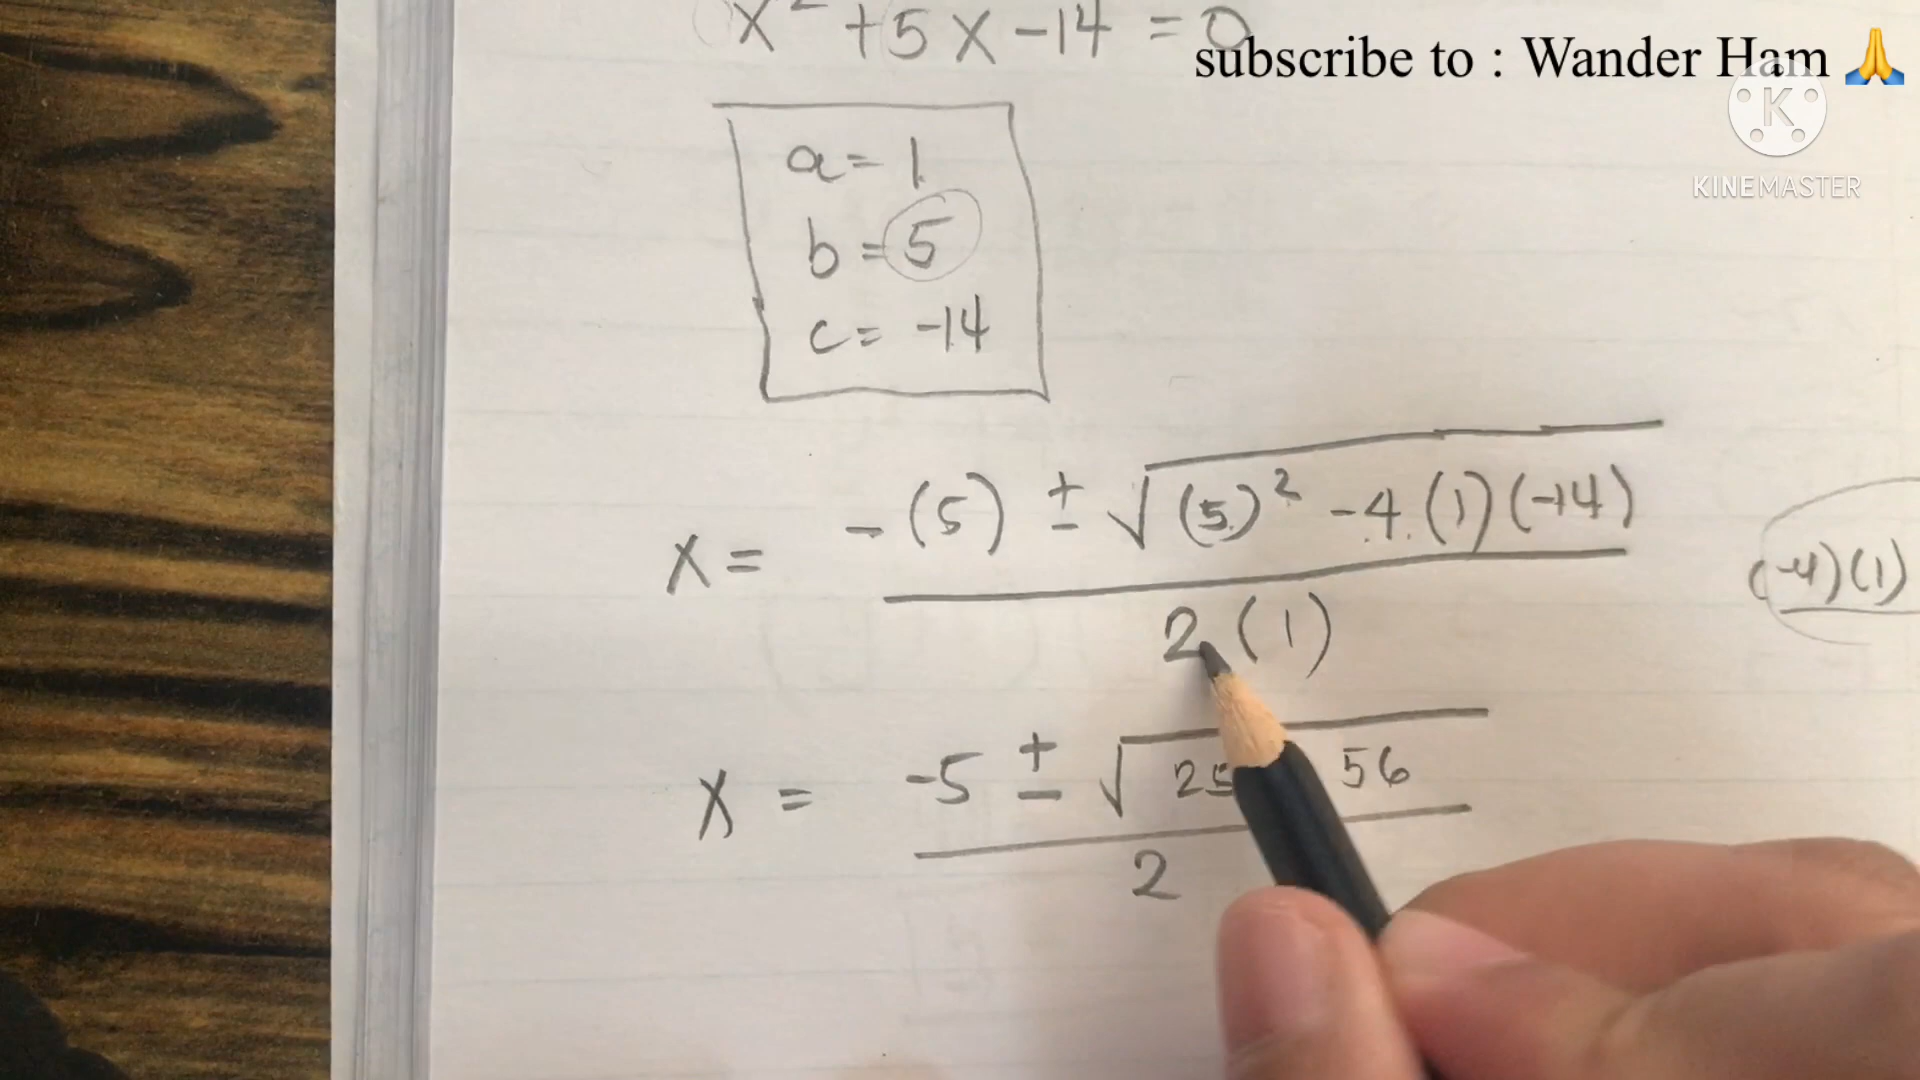 x² + 5x - 14 = 0
subscribe to : Wander Ham 🙏
K
KINEMASTER
a = 1
b = 5
c = -14
x = -(5) ± √(5)² - 4(1)(-14)
2(1)
(-4)(1)
x = -5 ± √25 56
2